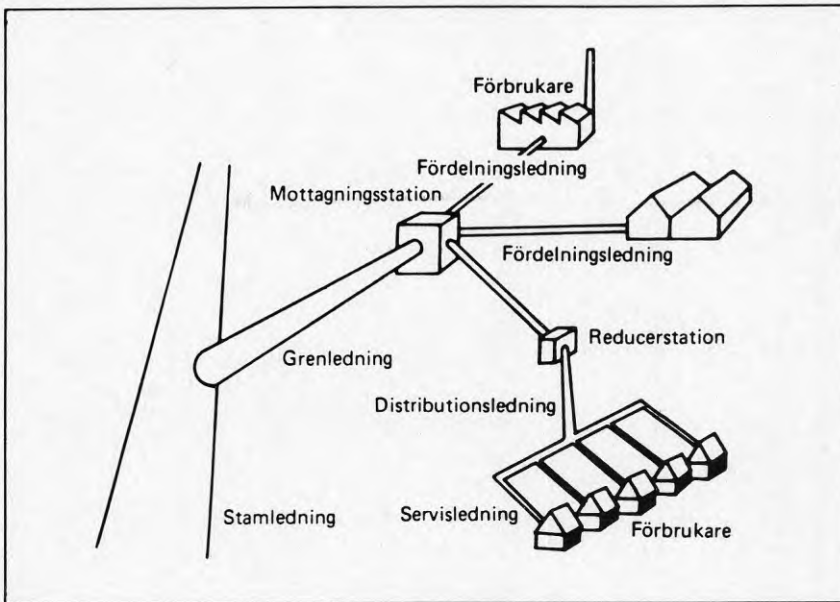 Förbrukare
Fördelningsledning
Mottagningsstation
Fördelningsledning
Reducerstation
Grenledning
Distributionsledning
Stamledning
Servisledning
Förbrukare